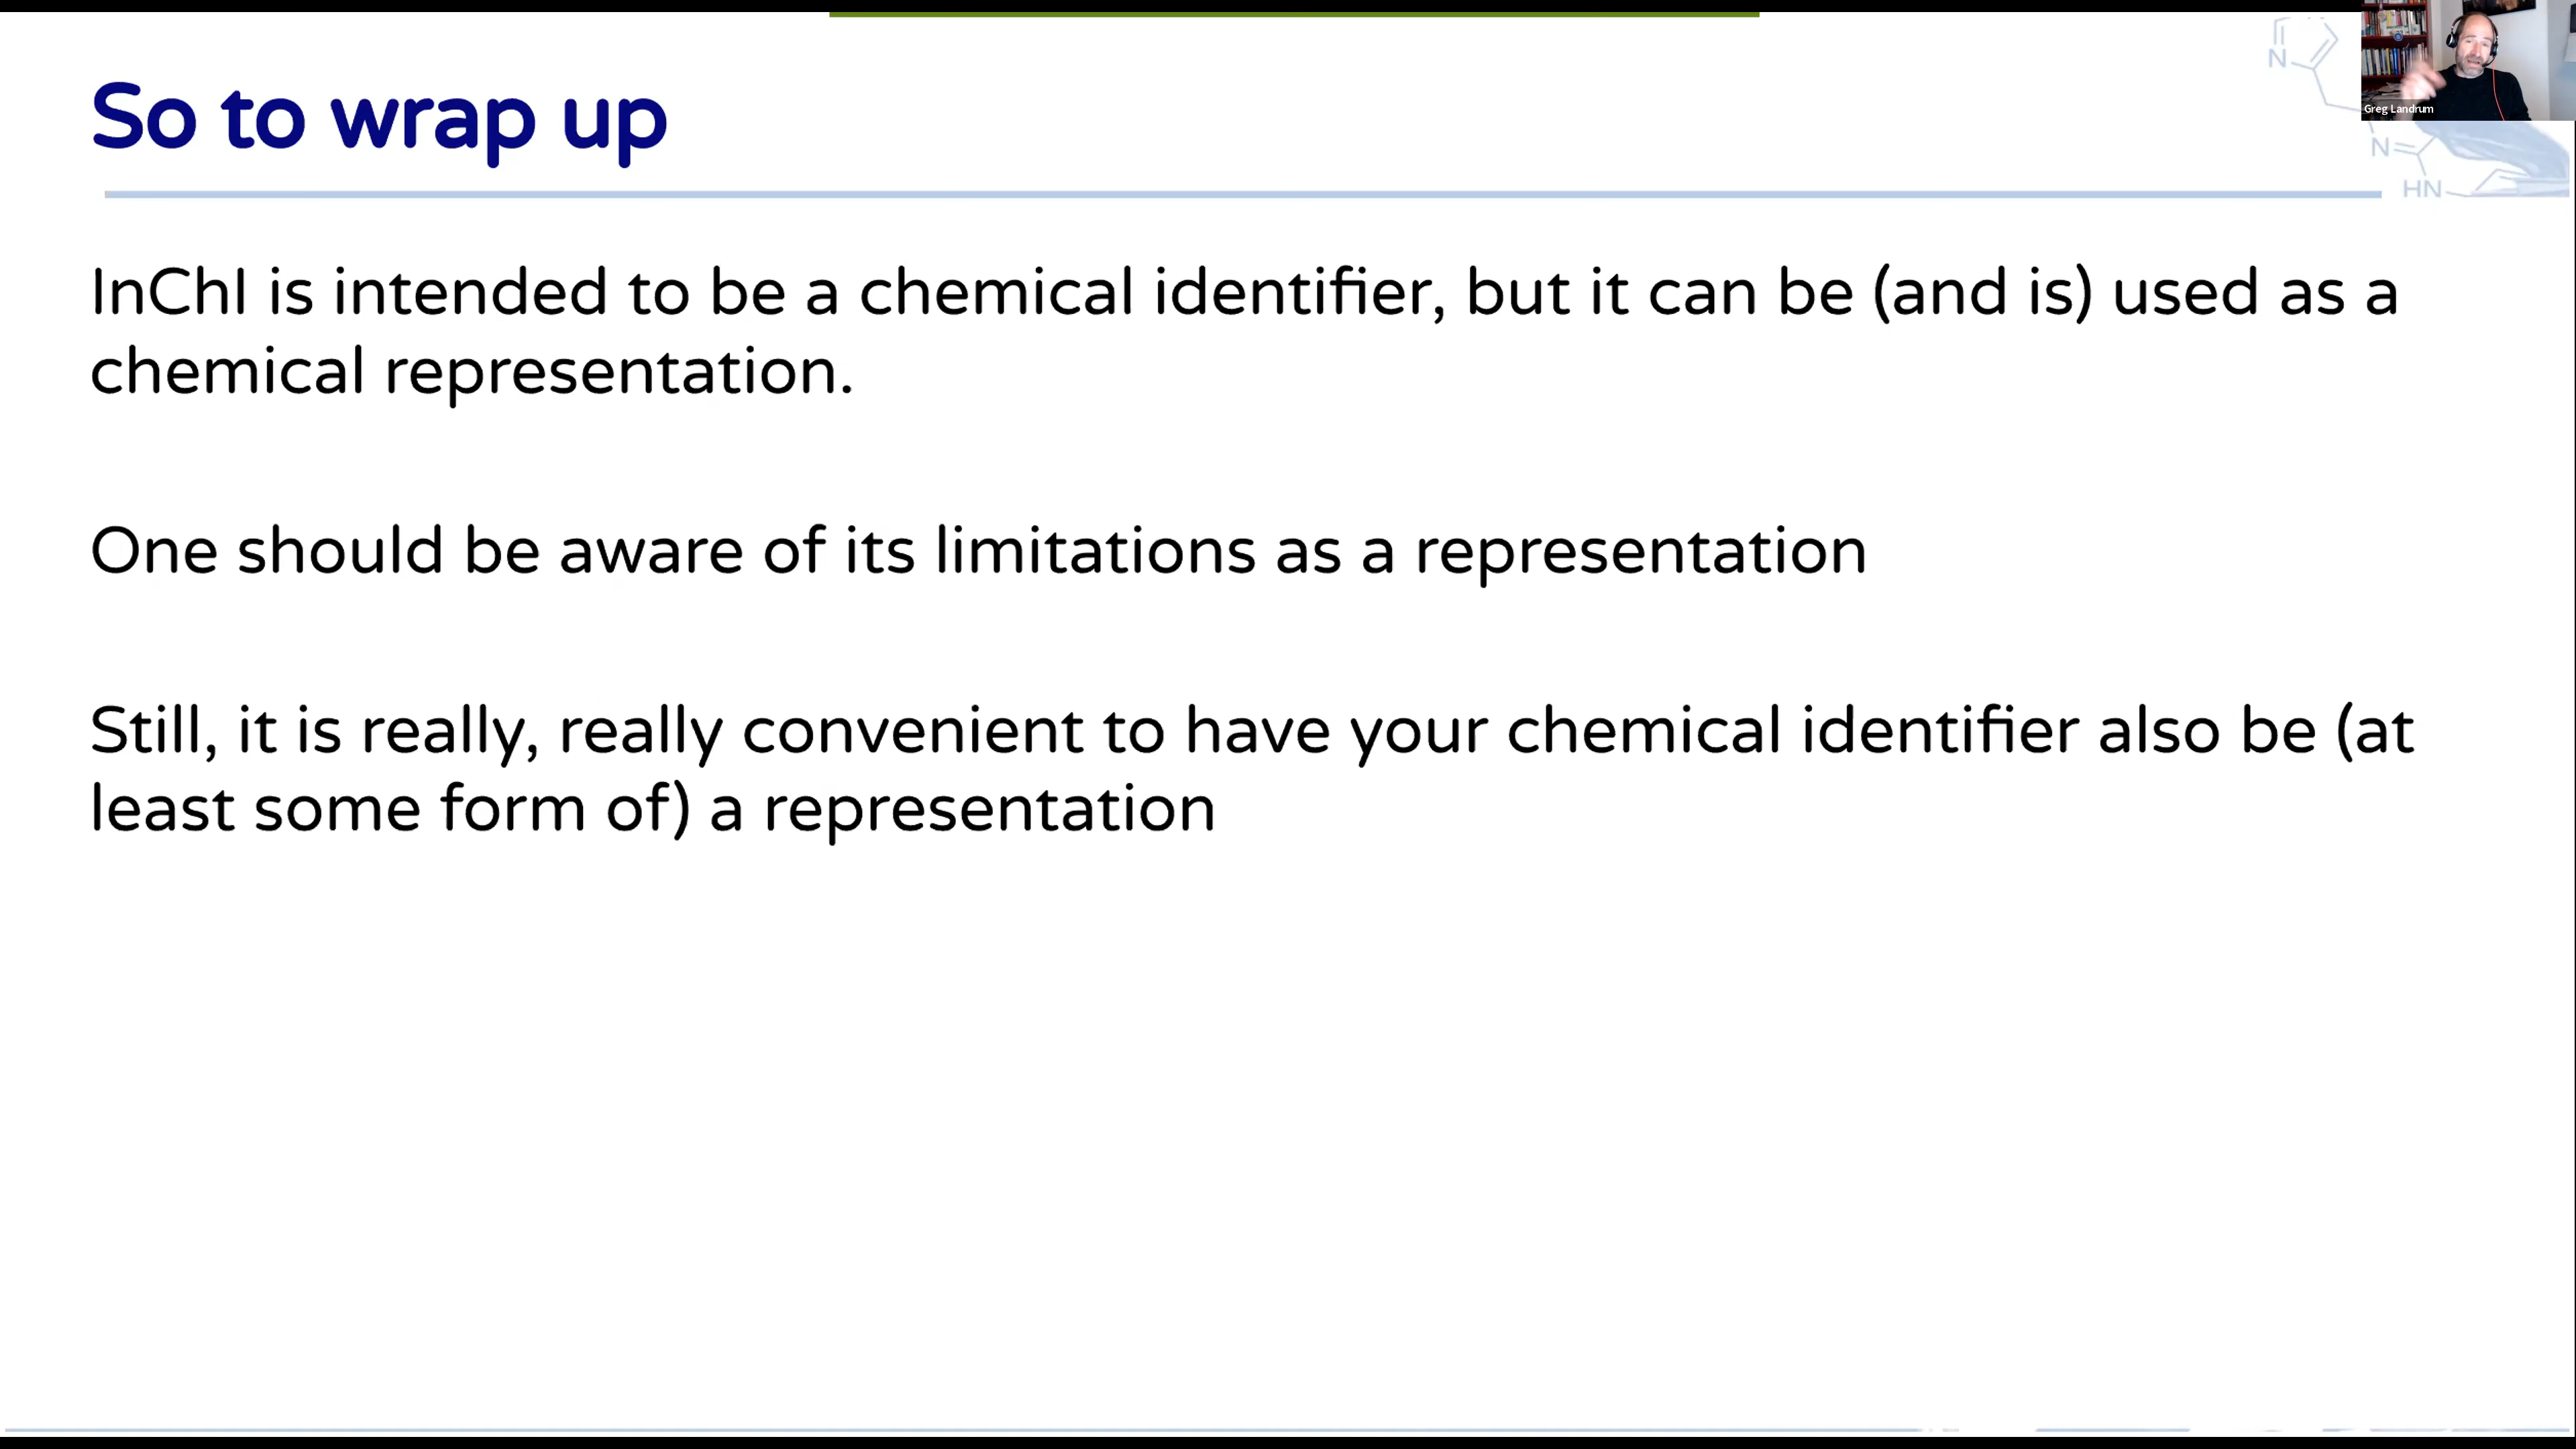 So to wrap up
N
Greg Landrum
N
HN
InChI is intended to be a chemical identifier, but it can be (and is) used as a
chemical representation.
One should be aware of its limitations as a representation
Still, it is really, really convenient to have your chemical identifier also be (at
least some form of) a representation